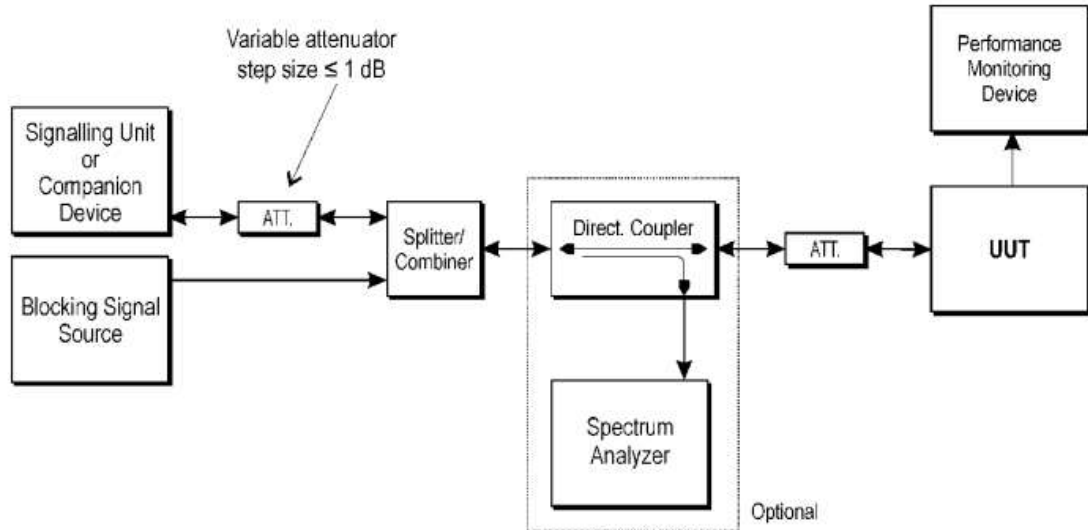 Variable attenuator
step size ≤ 1 dB
Performance
Monitoring
Device
Signalling Unit
or
Companion
Device
ATT.
Splitter/
Combiner
Direct. Coupler
ATT.
UUT
Blocking Signal
Source
Spectrum
Analyzer
Optional